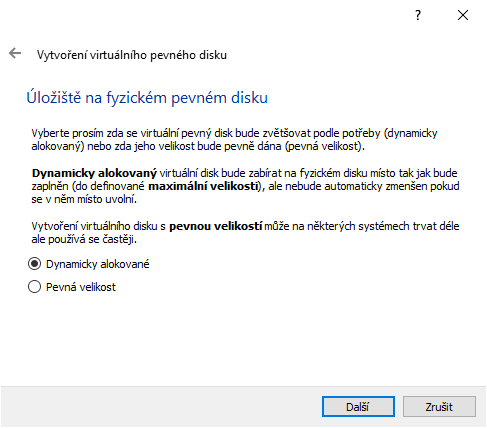 ?
Vytvoření virtuálního pevného disku
Úložiště na fyzickém pevném disku
Vyberte prosím zda se virtuální pevný disk bude zvětšovat podle potřeby (dynamicky
alokovaný) nebo zda jeho velikost bude pevně dána (pevná velikost).
Dynamicky alokovaný virtuální disk bude zabírat na fyzickém disku místo tak jak bude
zaplněn (do definované maximální velikosti), ale nebude automaticky zmenšen pokud
se v něm místo uvolní.
Vytvoření virtuálního disku s pevnou velikostí může na některých systémech trvat déle
ale používá se častěji.
Dynamicky alokované
Pevná velikost
Další
Zrušit